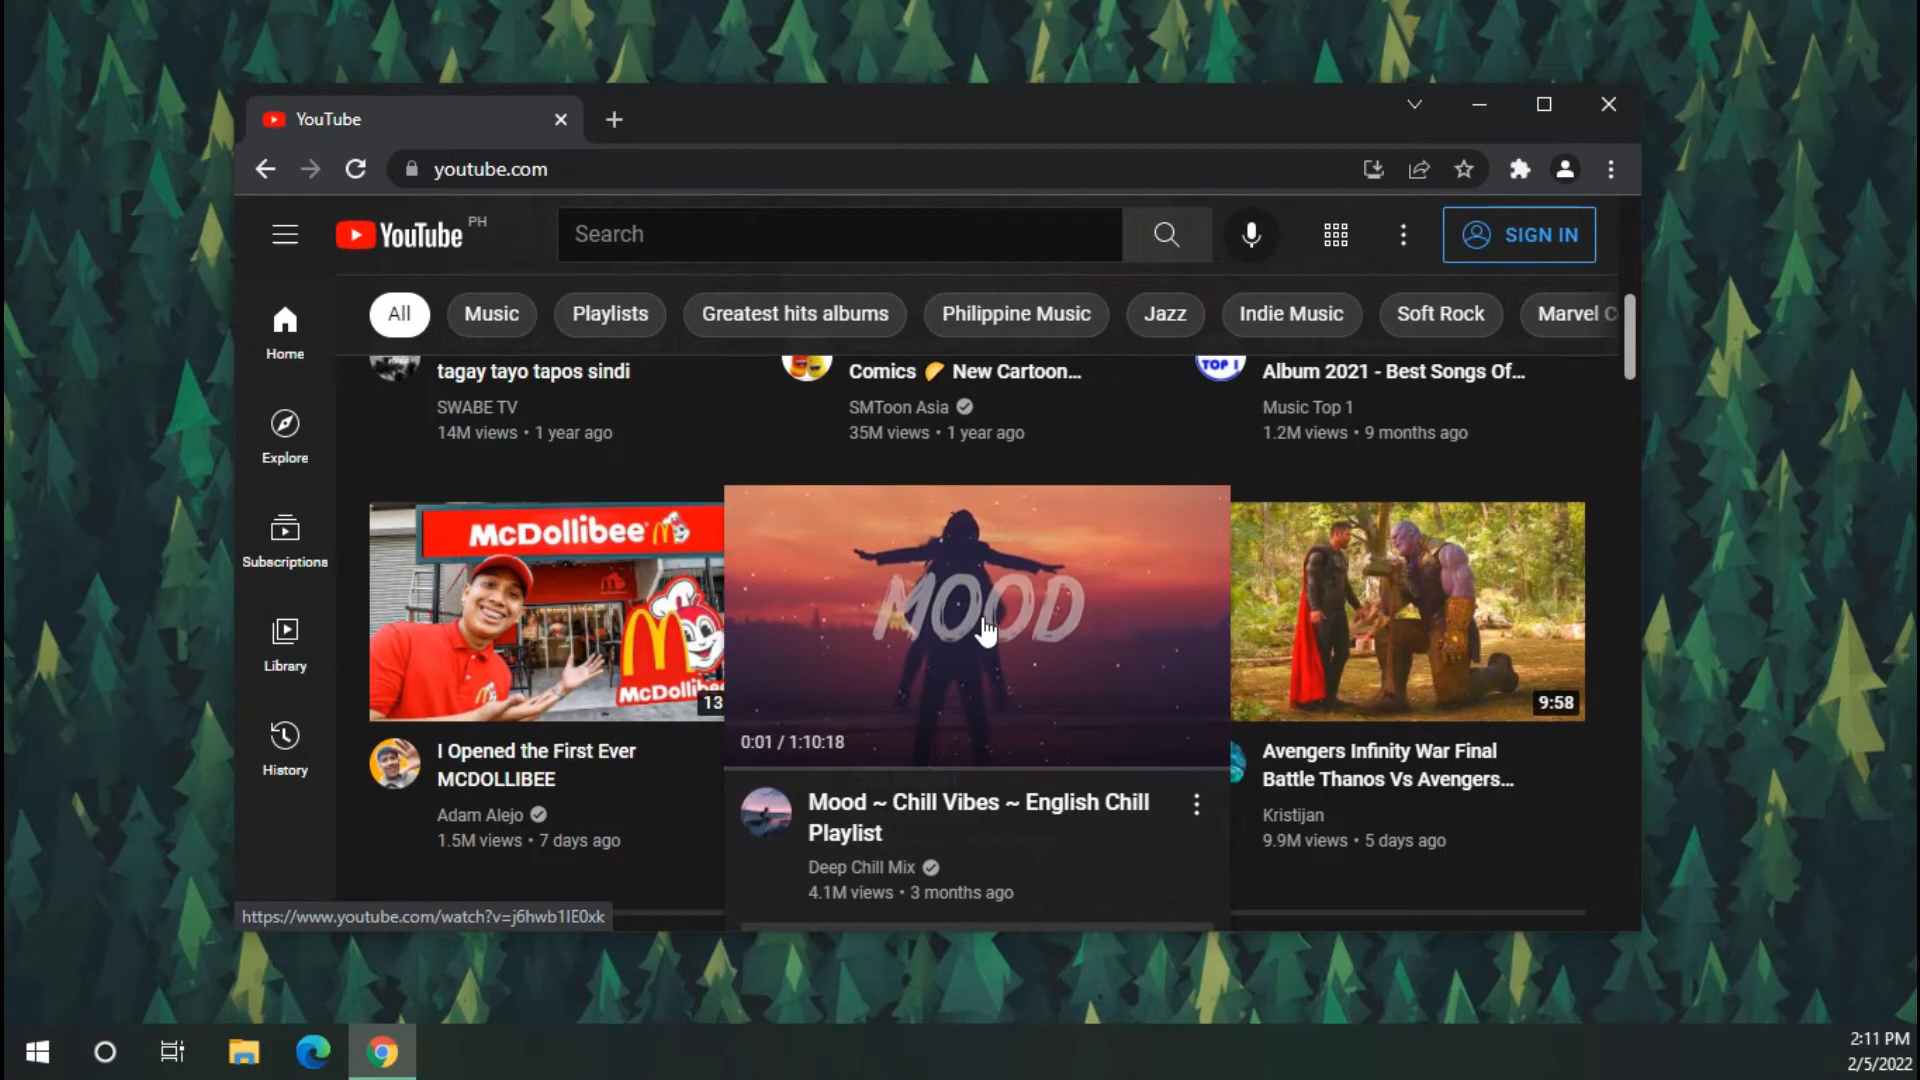 YouTube
youtube.com
YouTube PH
Search
SIGN IN
All
Music
Playlists
Greatest hits albums
Philippine Music
Jazz
Indie Music
Soft Rock
Marvel C
Home
Explore
Subscriptions
Library
History
tagay tayo tapos sindi
SWABE TV
14M views • 1 year ago
Comics 🌮 New Cartoon...
SMToon Asia
35M views • 1 year ago
TOP 1
Album 2021 - Best Songs Of...
Music Top 1
1.2M views • 9 months ago
McDollibee
McDollibee
13
I Opened the First Ever
MCDOLLIBEE
Adam Alejo
1.5M views • 7 days ago
MOOD
0:01 / 1:10:18
Mood ~ Chill Vibes ~ English Chill
Playlist
Deep Chill Mix
4.1M views • 3 months ago
9:58
Avengers Infinity War Final
Battle Thanos Vs Avengers...
Kristijan
9.9M views • 5 days ago
https://www.youtube.com/watch?v=j6hwb1IE0xk
2:11 PM
2/5/2022